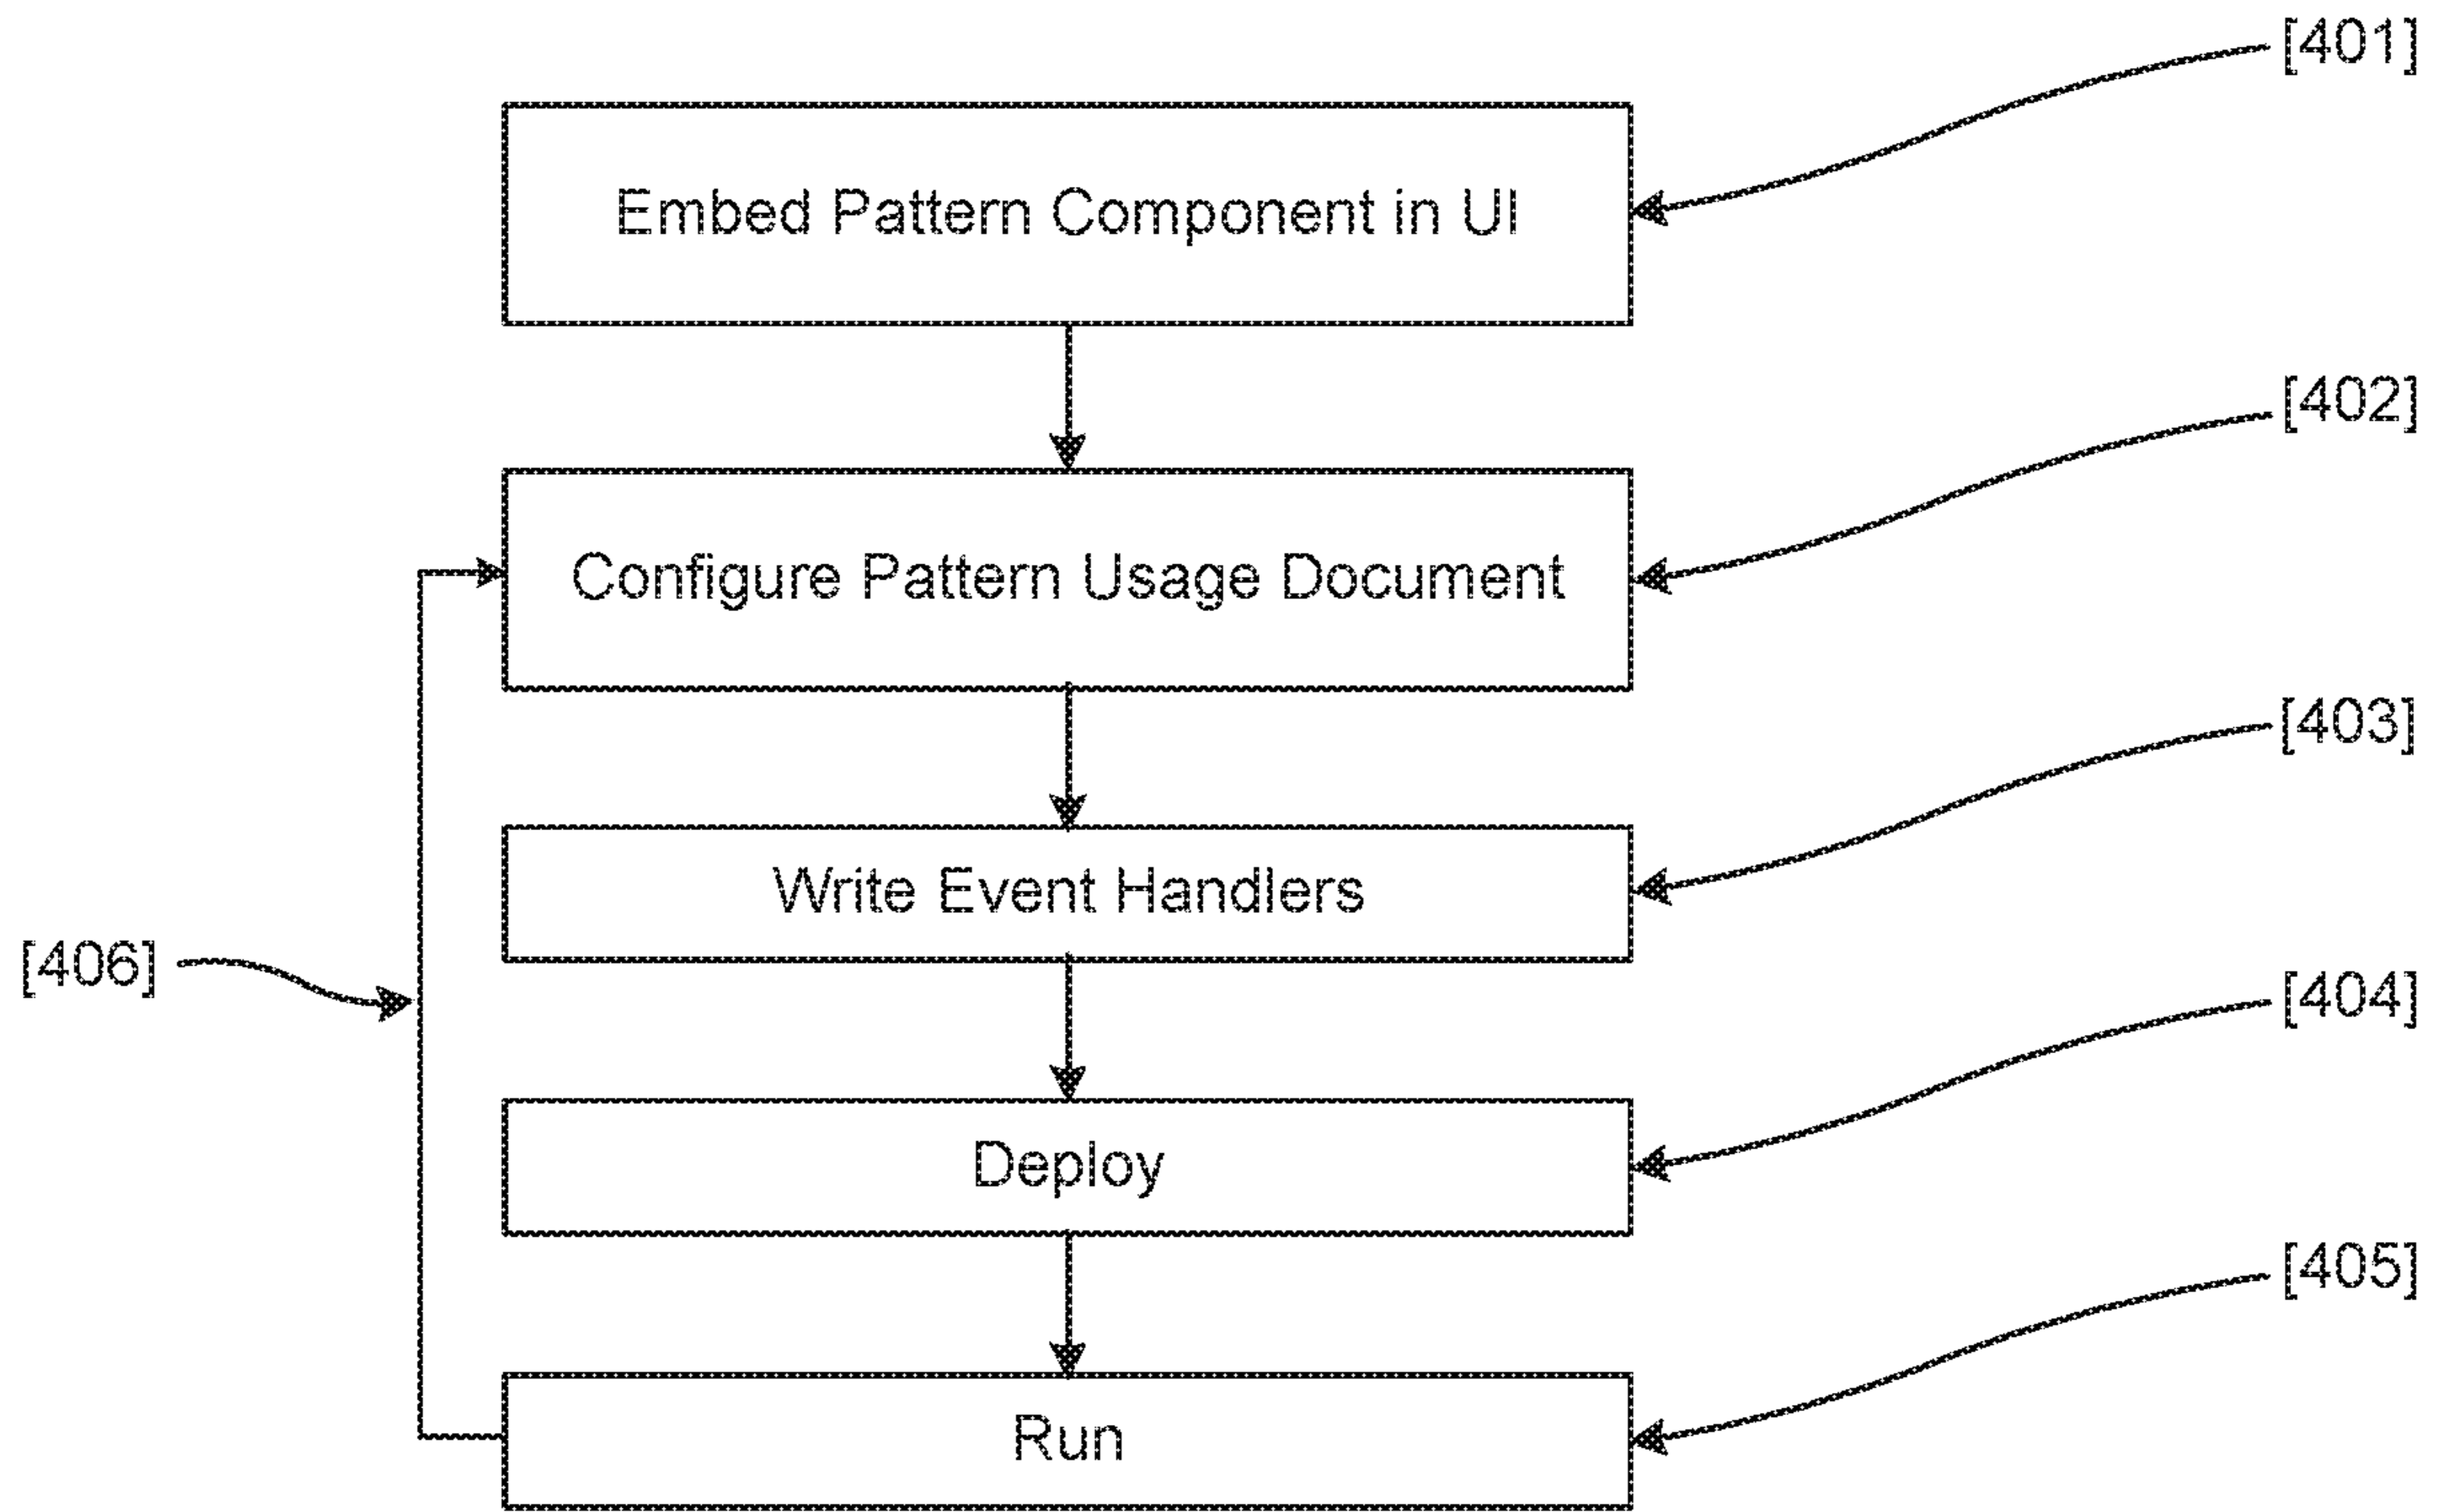 [401]
Embed Pattern Component in UI
[402]
Configure Pattern Usage Document
[403]
Write Event Handlers
[406]
[404]
Deploy
[405]
Run